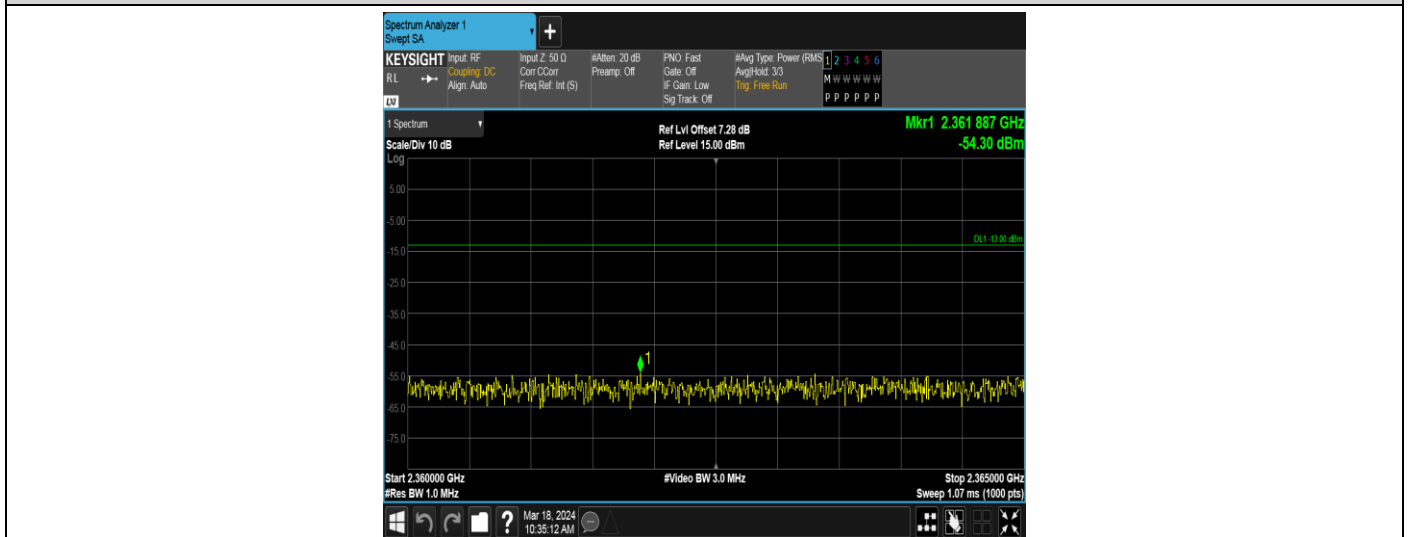 Spectrum Analyzer 1
Swept SA
+
KEYSIGHT Input: RF Input Z: 50 Ω #Atten: 20 dB PNO: Fast #Avg Type: Power (RMS 1 2 3 4 5 6
RL Coupling: DC Corr CCorr Preamp: Off Gate: Off Avg|Hold: 3/3 M W W W W W
Align: Auto Freq Ref: Int (S) IF Gain: Low Trig: Free Run P P P P P P
Sig Track: Off
LXI
1 Spectrum
Ref Lvl Offset 7.28 dB Mkr1 2.361 887 GHz
Scale/Div 10 dB Ref Level 15.00 dBm -54.30 dBm
Log
5.00
-5.00
DL1 -13.00 dBm
-15.0
-25.0
-35.0
-45.0
1
-55.0
-65.0
-75.0
Start 2.360000 GHz #Video BW 3.0 MHz Stop 2.365000 GHz
#Res BW 1.0 MHz Sweep 1.07 ms (1000 pts)
? Mar 18, 2024
10:35:12 AM